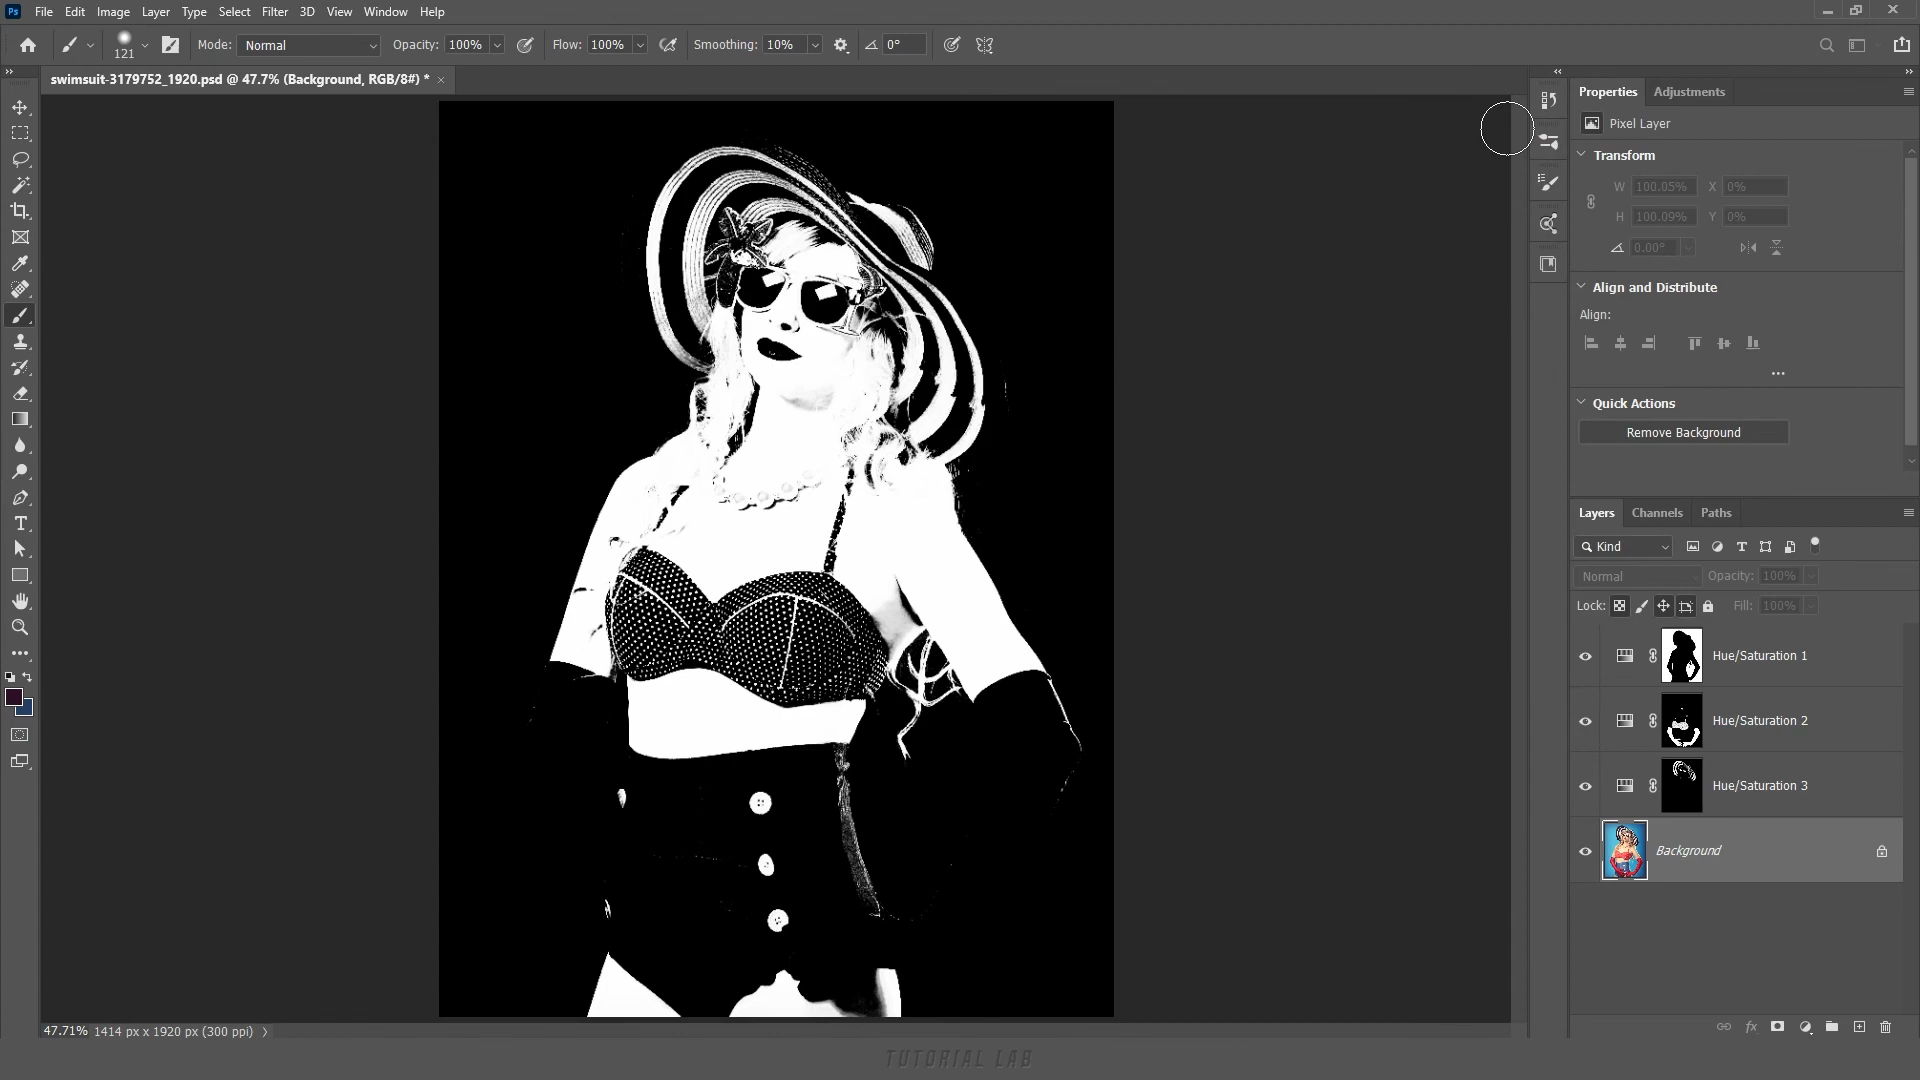 Ps File Edit Image Layer Type Select Filter 3D View Window Help
121 Mode: Normal Opacity: 100% Flow: 100% Smoothing: 10% 0°
swimsuit-3179752_1920.psd @ 47.7% (Background, RGB/8#) *
Properties Adjustments
Pixel Layer
Transform
W 100.05% X 0%
H 100.09% Y 0%
0.00°
Align and Distribute
Align:
Quick Actions
Remove Background
Layers Channels Paths
Kind
Normal Opacity: 100%
Lock: Fill: 100%
Hue/Saturation 1
Hue/Saturation 2
Hue/Saturation 3
Background
47.71% 1414 px x 1920 px (300 ppi)
TUTORIAL LAB